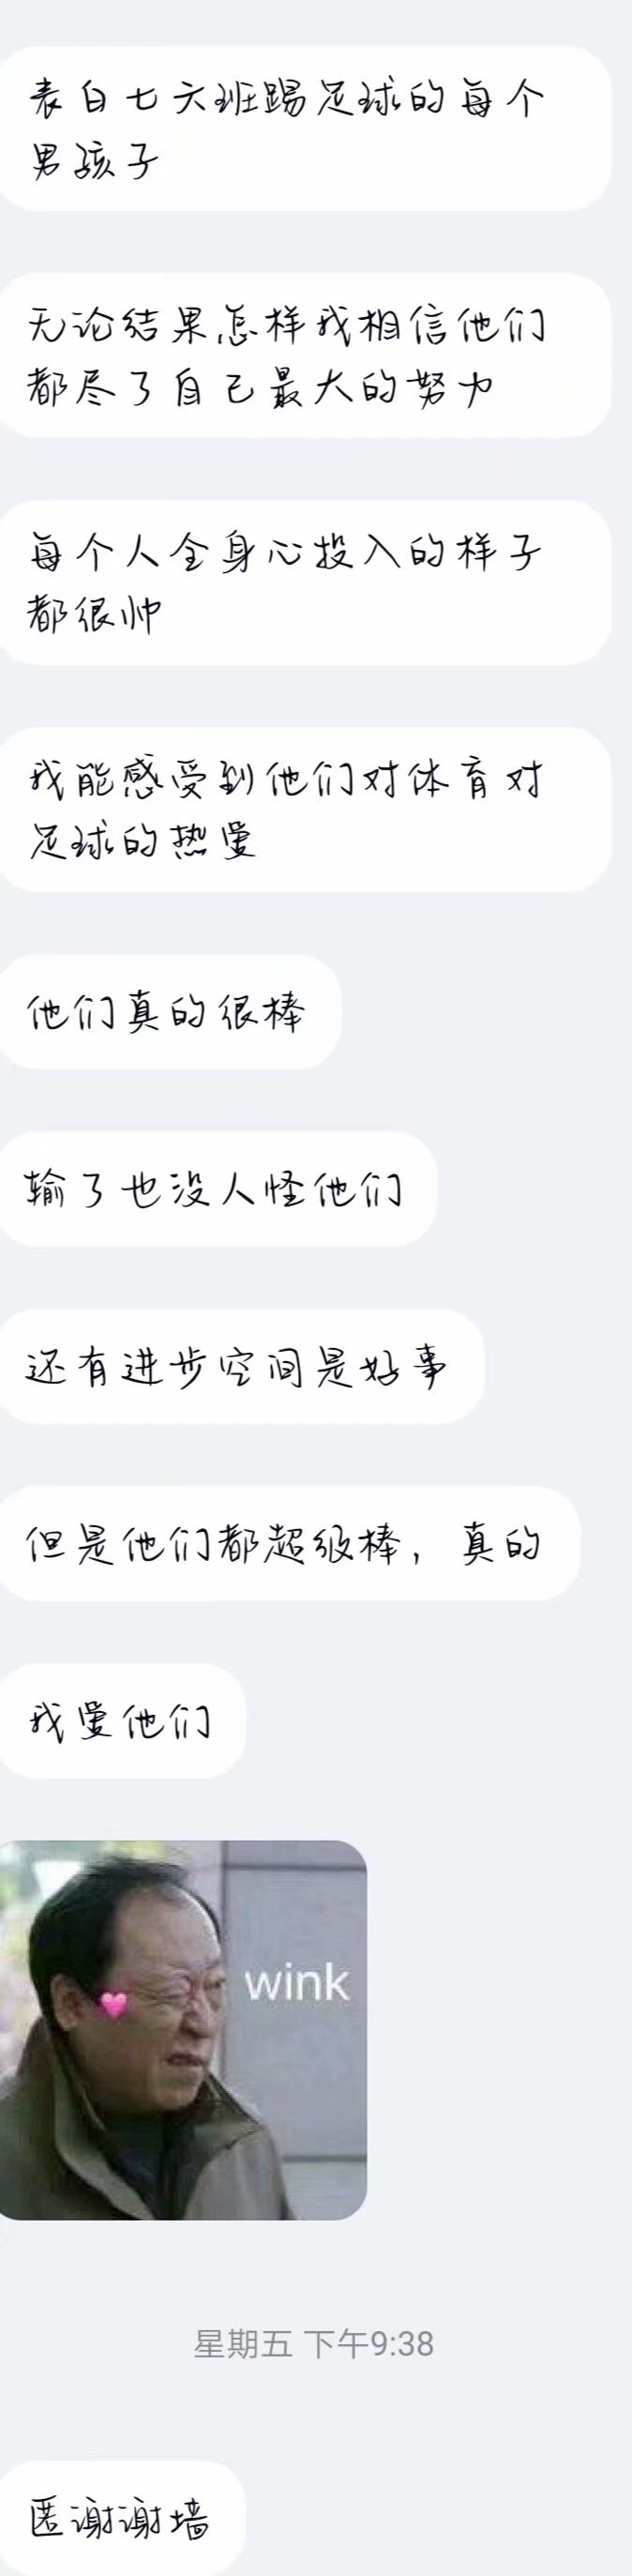 表白七六班踢足球的每个
男孩子
无论结果怎样我相信他们
都尽了自己最大的努力
每个人全身心投入的样子
都很帅
我能感受到他们对体育对
足球的热爱
他们真的很棒
输了也没人怪他们
还有进步空间是好事
但是他们都超级棒，真的
我爱他们
wink
星期五 下午9:38
匿谢谢墙